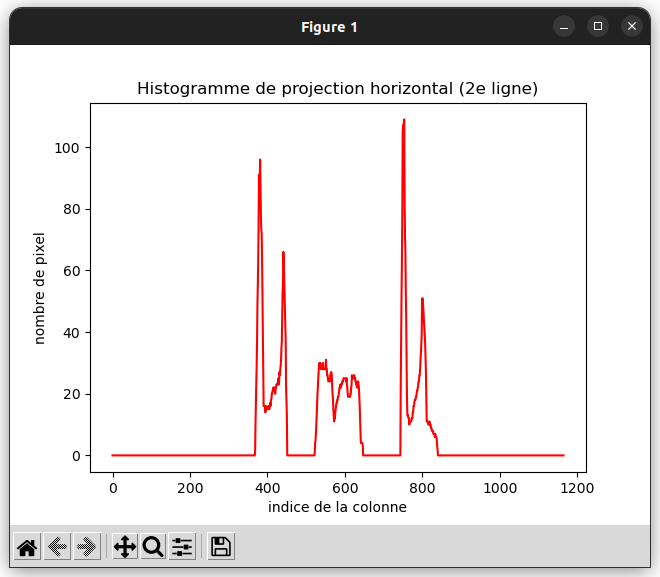 Figure 1
Histogramme de projection horizontal (2e ligne)
nombre de pixel
100
80
60
40
20
0
0 200 400 600 800 1000 1200
indice de la colonne